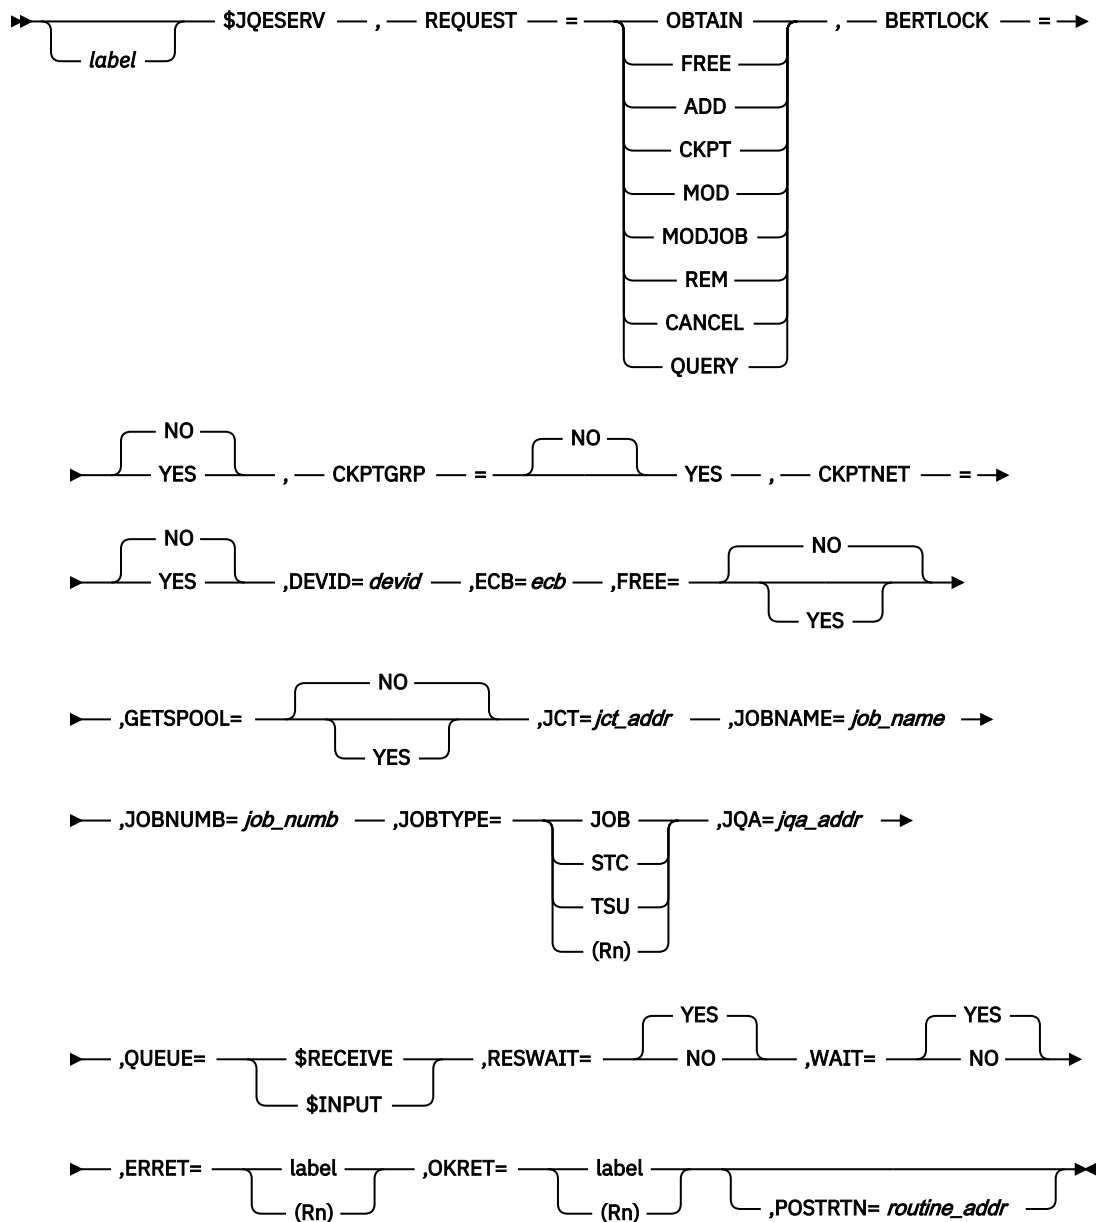 $JQESERV , REQUEST = OBTAIN , BERTLOCK =
label
FREE
ADD
CKPT
MOD
MODJOB
REM
CANCEL
QUERY
NO
YES , CKPTGRP = YES , CKPTNET =
NO
NO
YES ,DEVID= devid ,ECB= ecb ,FREE=
NO
YES
,GETSPOOL= ,JCT= jct_addr ,JOBNAME= job_name
NO
YES
,JOBNUMB= job_numb ,JOBTYPE= JOB ,JQA= jqa_addr
STC
TSU
(Rn)
YES YES
,QUEUE= $RECEIVE ,RESWAIT= NO ,WAIT= NO
$INPUT
,ERRET= label ,OKRET= label
(Rn) (Rn) ,POSTRTN= routine_addr